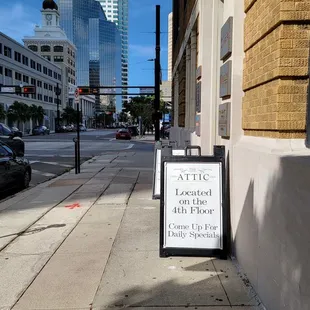 ATTIC
Located
on the
4th Floor
Come Up For
Daily Specials